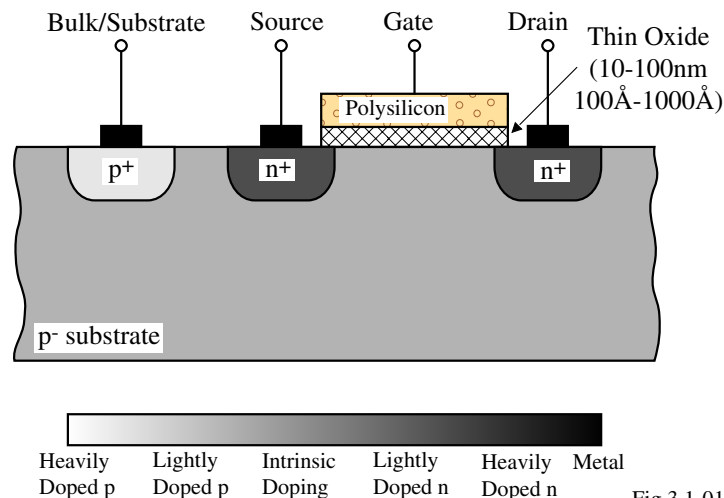 Bulk/Substrate Source Gate Drain
Thin Oxide
(10-100nm
100Å-1000Å)
Polysilicon
p+ n+ n+
p- substrate
Heavily Doped p
Lightly Doped p
Intrinsic Doping
Lightly Doped n
Heavily Doped n
Metal
Fig.3.1-01